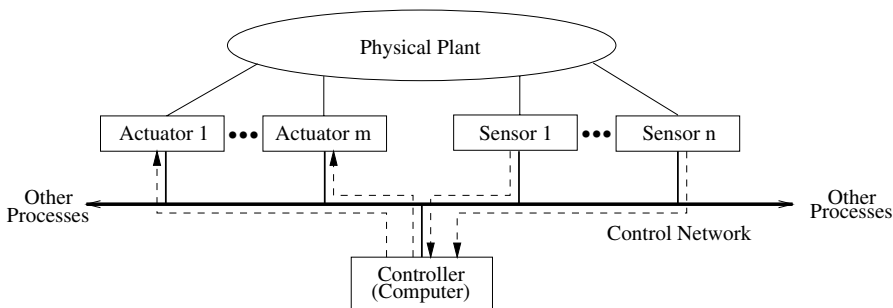 Physical Plant
Actuator 1
Actuator m
Sensor 1
Sensor n
Other
Processes
Other
Processes
Control Network
Controller
(Computer)